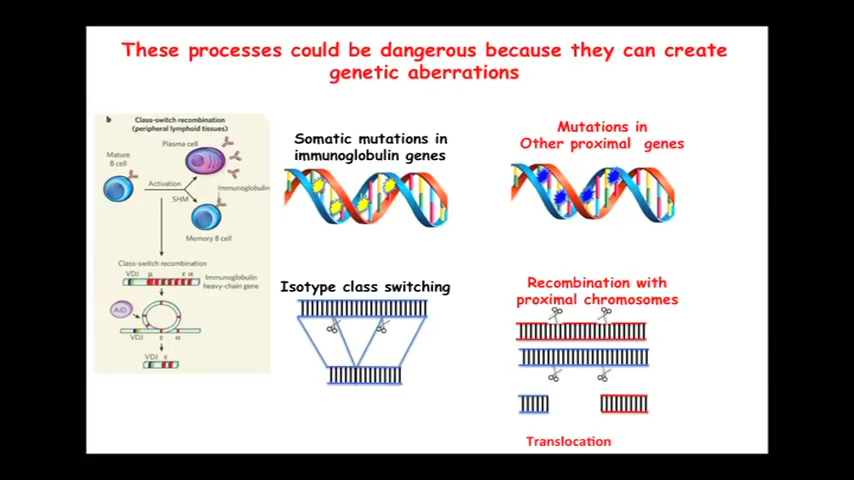 These processes could be dangerous because they can create
genetic aberrations
b
Class-switch recombination
(peripheral lymphoid tissues)
Plasma cell
Mature
B cell
Activation
Immunoglobulin
SHM
Memory B cell
Class-switch recombination
VDJ μ ε α
Immunoglobulin
heavy-chain gene
AID
VDJ ε α
VDJ ε
Somatic mutations in
immunoglobulin genes
Mutations in
Other proximal genes
Isotype class switching
Recombination with
proximal chromosomes
Translocation